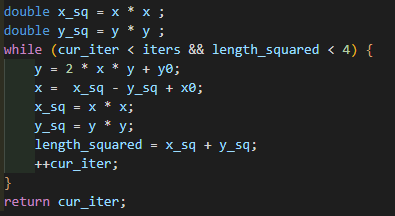 double x_sq = x * x ;
double y_sq = y * y ;
while (cur_iter < iters && length_squared < 4) {
    y = 2 * x * y + y0;
    x =  x_sq - y_sq + x0;
    x_sq = x * x;
    y_sq = y * y;
    length_squared = x_sq + y_sq;
    ++cur_iter;
}
return cur_iter;